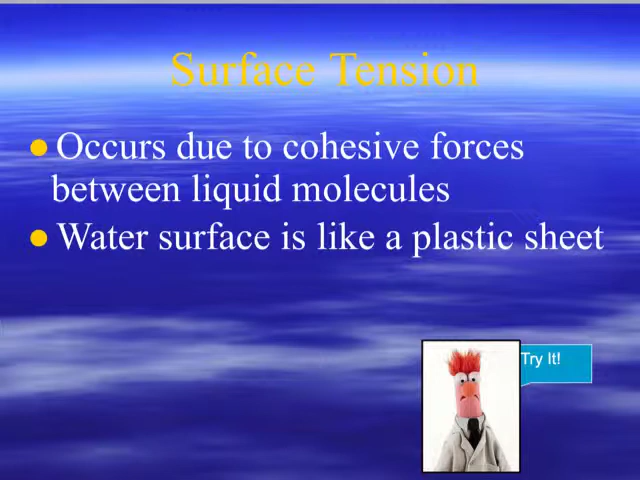 Surface Tension
Occurs due to cohesive forces
between liquid molecules
Water surface is like a plastic sheet
Try It!